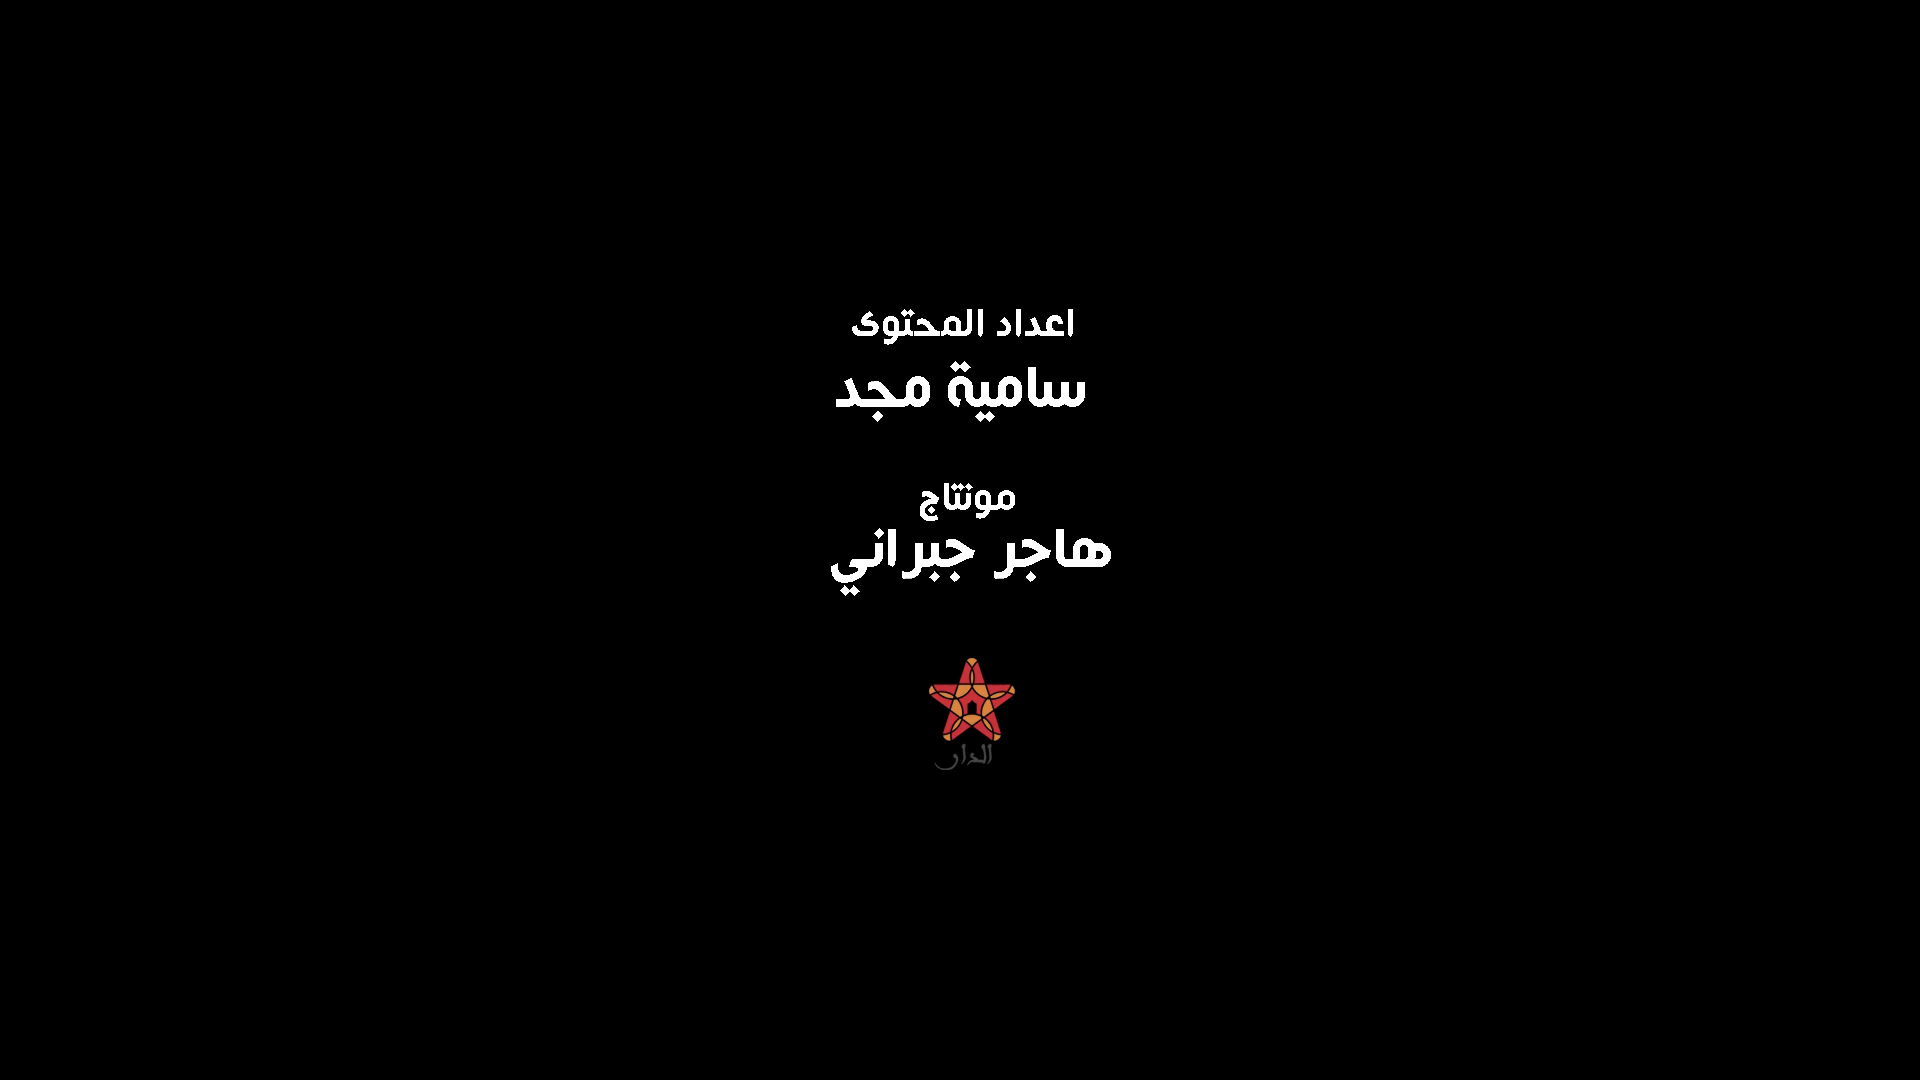 اعداد المحتوى
سامية مجد
مونتاج
هاجر جبراني
الدار